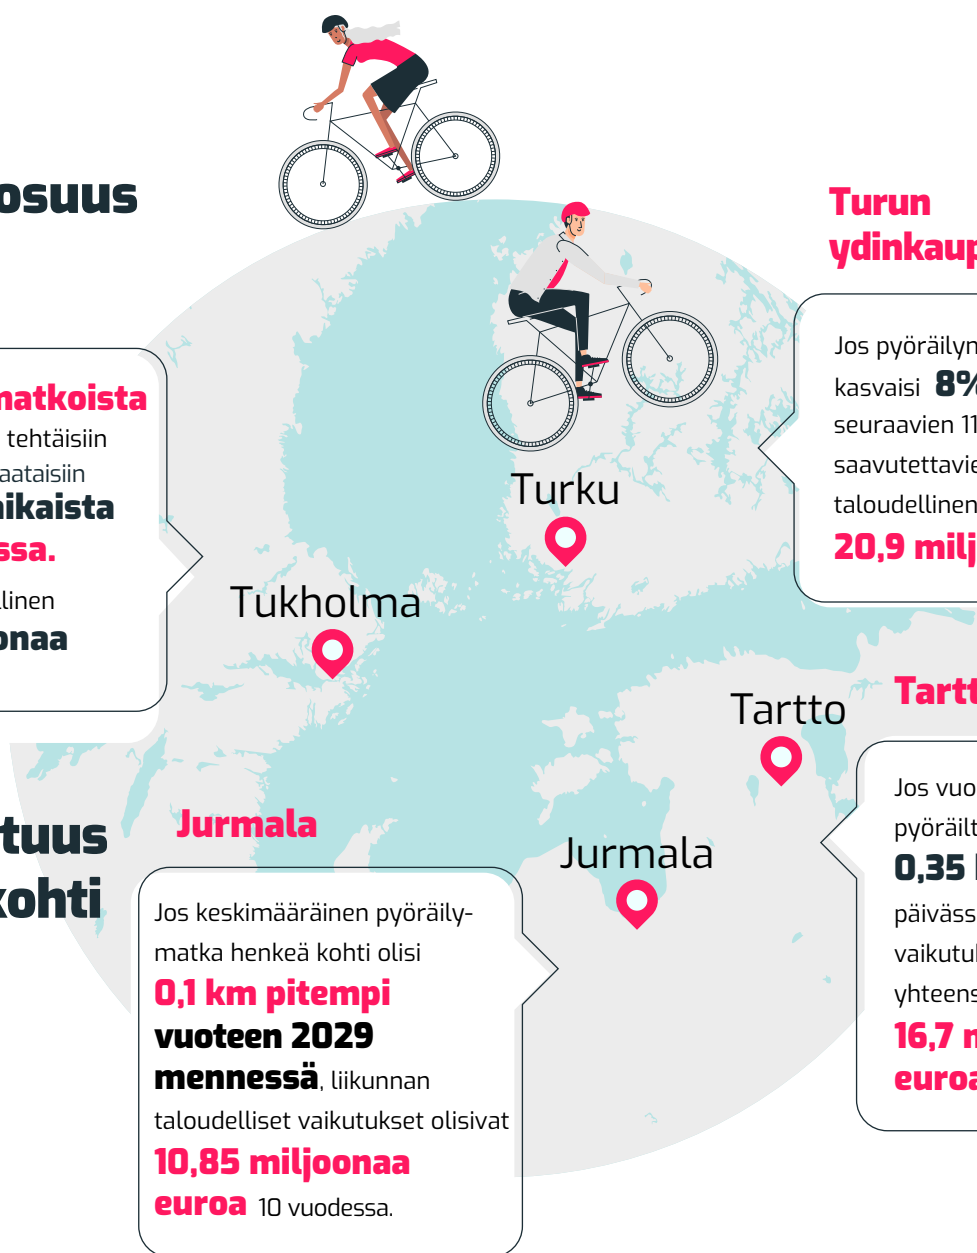 osuus
matkoista
tehtäisiin
aataisiin
aikaista
ssa.
llinen
onaa
Turun
ydinkaup
Jos pyöräilyn
kasvaisi 8%
seuraavien 11
saavutettavie
taloudellinen
20,9 milj
Turku
Tukholma
Tartto
Jurmala
Tartt
Jos vuo
pyöräilt
0,35
päiväss
vaikutuk
yhteens
16,7 m
euroa
tuus
kohti
Jurmala
Jos keskimääräinen pyöräily-
matka henkeä kohti olisi
0,1 km pitempi
vuoteen 2029
mennessä, liikunnan
taloudelliset vaikutukset olisivat
10,85 miljoonaa
euroa 10 vuodessa.